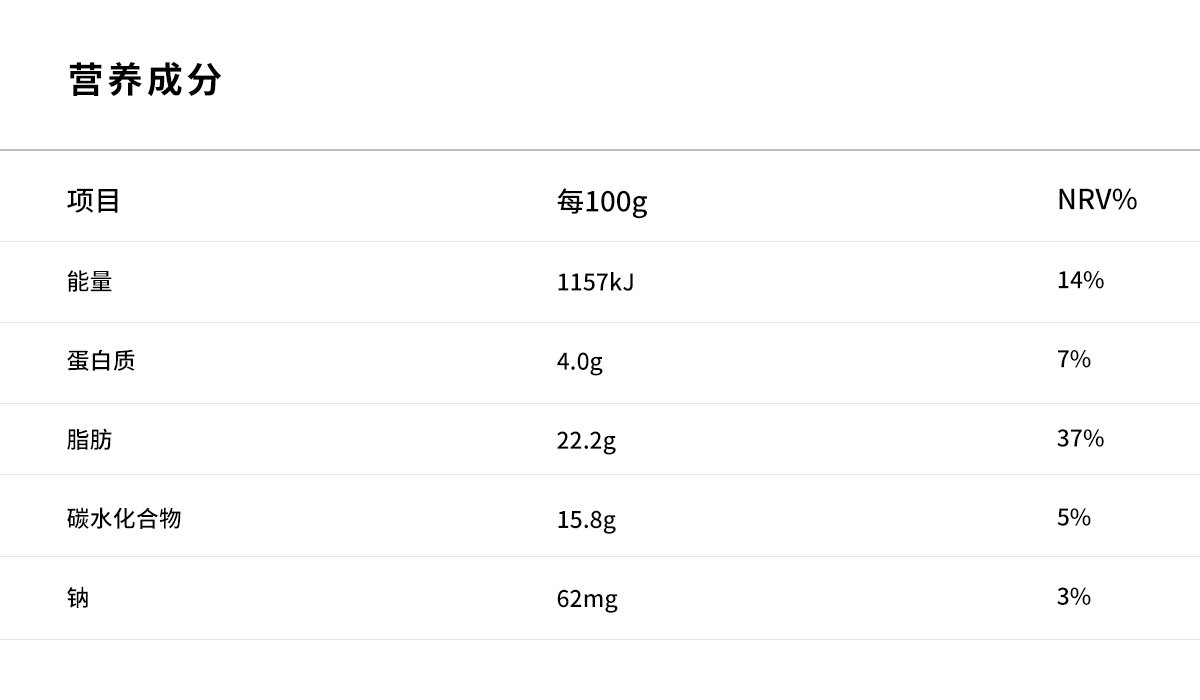 营养成分
项目 每100g NRV%
能量 1157kJ 14%
蛋白质 4.0g 7%
脂肪 22.2g 37%
碳水化合物 15.8g 5%
钠 62mg 3%